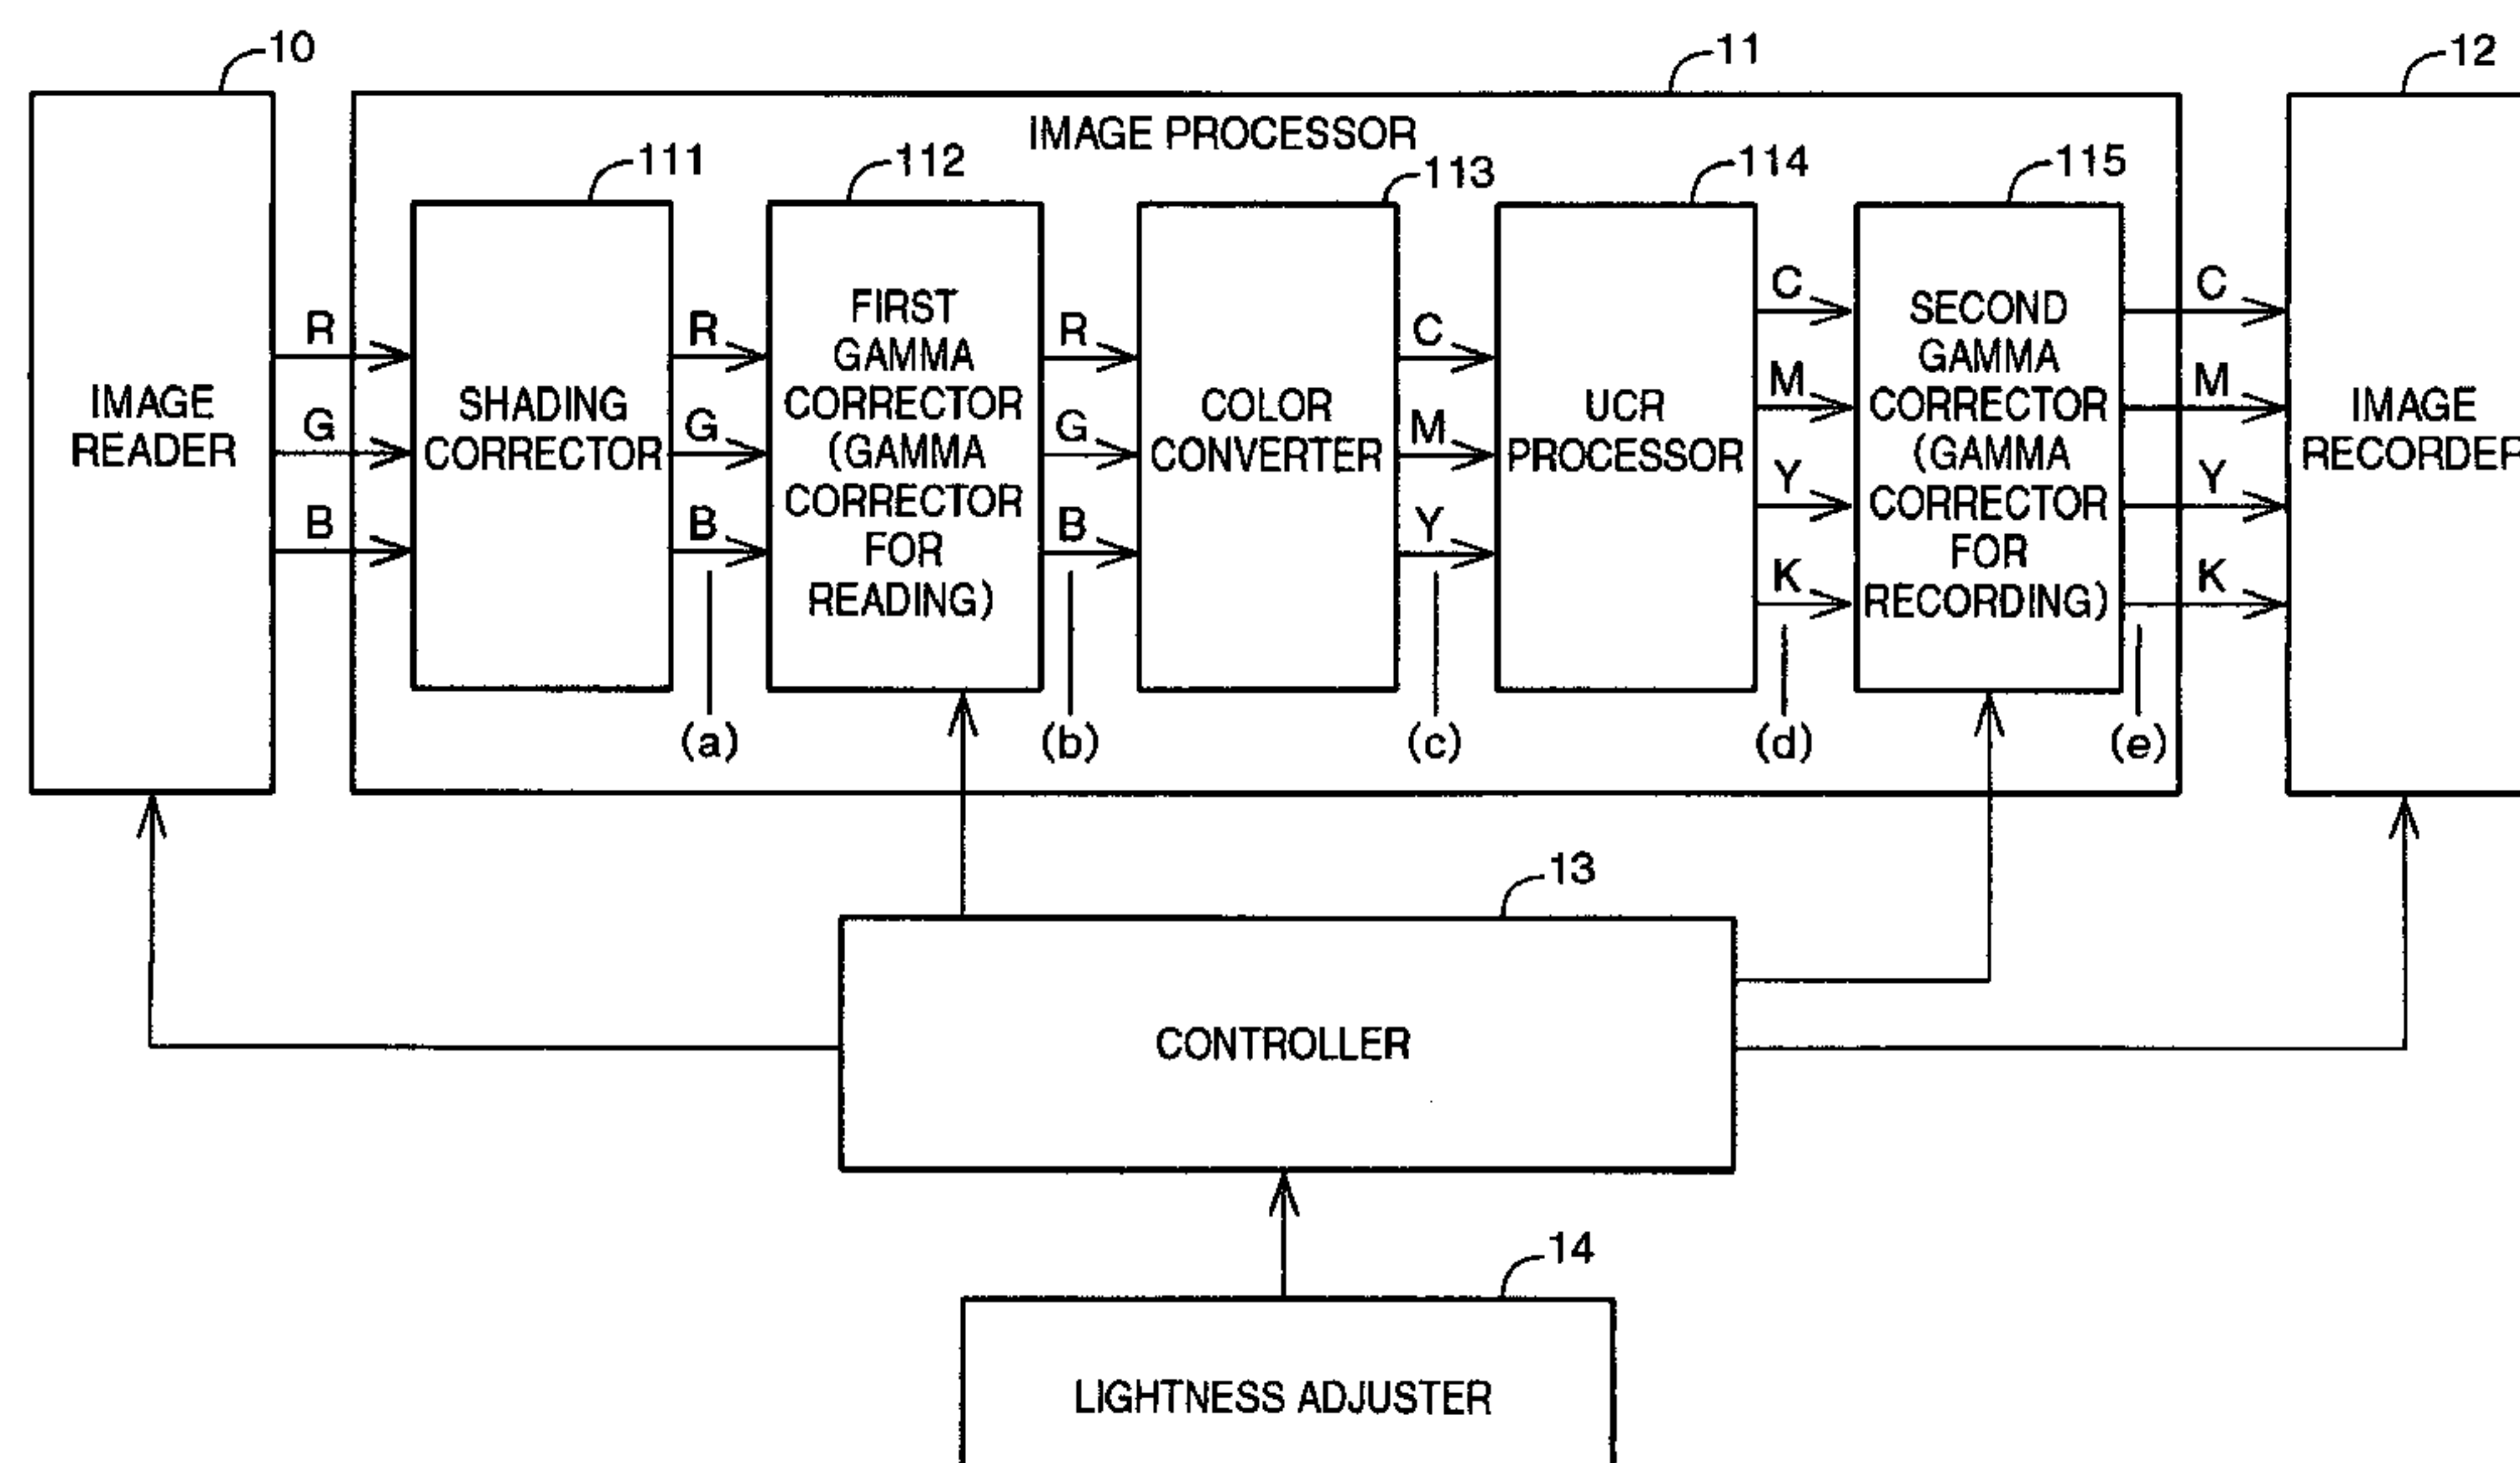 10
11
12
IMAGE PROCESSOR
111
112
113
114
115
IMAGE
READER
R
G
B
SHADING
CORRECTOR
R
G
B
(a)
FIRST
GAMMA
CORRECTOR
(GAMMA
CORRECTOR
FOR
READING)
R
G
B
(b)
COLOR
CONVERTER
C
M
Y
(c)
UCR
PROCESSOR
C
M
Y
K
(d)
SECOND
GAMMA
CORRECTOR
(GAMMA
CORRECTOR
FOR
RECORDING)
(e)
C
M
Y
K
IMAGE
RECORDER
13
CONTROLLER
14
LIGHTNESS ADJUSTER